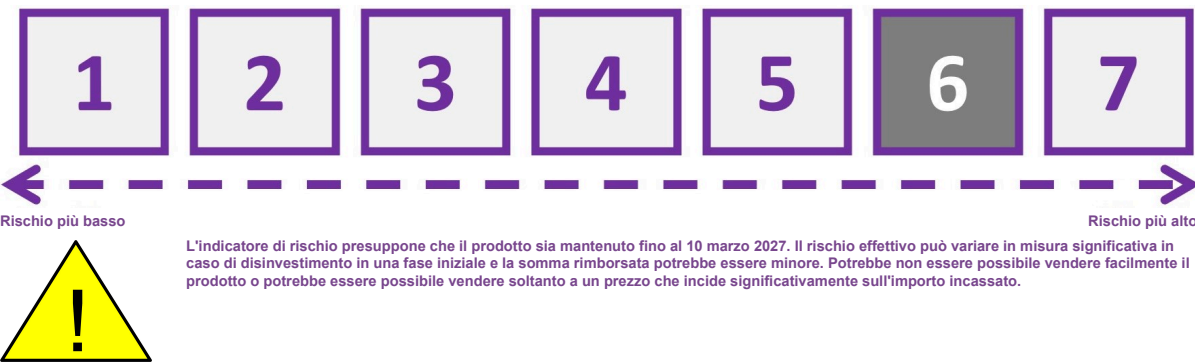 1 2 3 4 5 6 7
Rischio più basso Rischio più alto
L'indicatore di rischio presuppone che il prodotto sia mantenuto fino al 10 marzo 2027. Il rischio effettivo può variare in misura significativa in
caso di disinvestimento in una fase iniziale e la somma rimborsata potrebbe essere minore. Potrebbe non essere possibile vendere facilmente il
prodotto o potrebbe essere possibile vendere soltanto a un prezzo che incide significativamente sull'importo incassato.
!